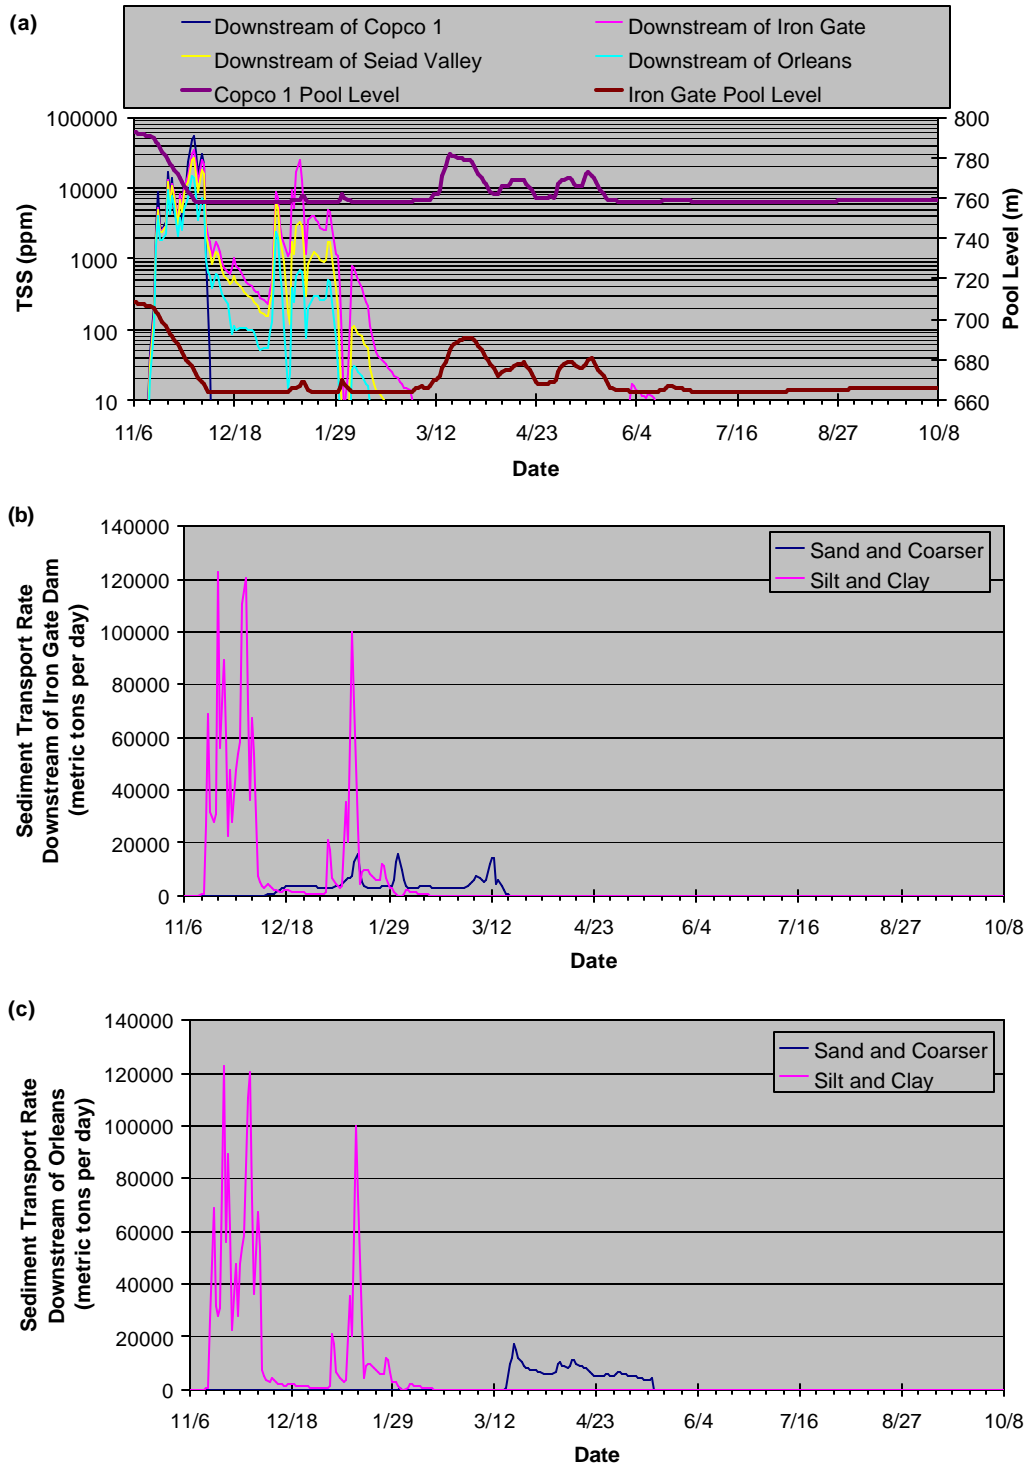 (a)
Downstream of Copco 1
Downstream of Iron Gate
Downstream of Seiad Valley
Downstream of Orleans
Copco 1 Pool Level
Iron Gate Pool Level
TSS (ppm)
100000
10000
1000
100
10
Pool Level (m)
800
780
760
740
720
700
680
660
11/6 12/18 1/29 3/12 4/23 6/4 7/16 8/27 10/8
Date
(b)
Sediment Transport Rate
Downstream of Iron Gate Dam
(metric tons per day)
140000
120000
100000
80000
60000
40000
20000
0
Sand and Coarser
Silt and Clay
11/6 12/18 1/29 3/12 4/23 6/4 7/16 8/27 10/8
Date
(c)
Sediment Transport Rate
Downstream of Orleans
(metric tons per day)
140000
120000
100000
80000
60000
40000
20000
0
Sand and Coarser
Silt and Clay
11/6 12/18 1/29 3/12 4/23 6/4 7/16 8/27 10/8
Date